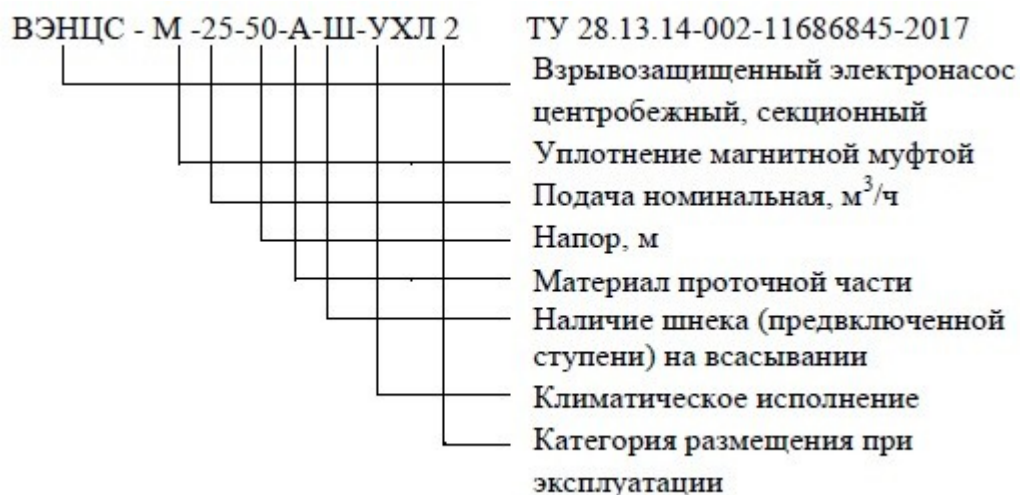 ВЭНЦС - М -25-50-А-Ш-УХЛ 2 ТУ 28.13.14-002-11686845-2017
Взрывозащищенный электронасос
центробежный, секционный
Уплотнение магнитной муфтой
Подача номинальная, м³/ч
Напор, м
Материал проточной части
Наличие шнека (предвключенной
ступени) на всасывании
Климатическое исполнение
Категория размещения при
эксплуатации